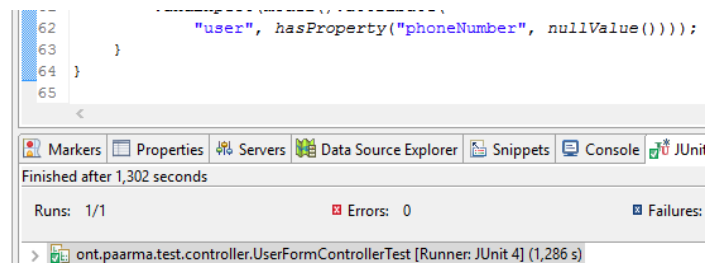 62 "user", hasProperty("phoneNumber", nullValue())));
63 }
64 }
65
Markers Properties Servers Data Source Explorer Snippets Console JUnit
Finished after 1,302 seconds
Runs: 1/1 Errors: 0 Failures:
ont.paarma.test.controller.UserFormControllerTest [Runner: JUnit 4] (1,286 s)